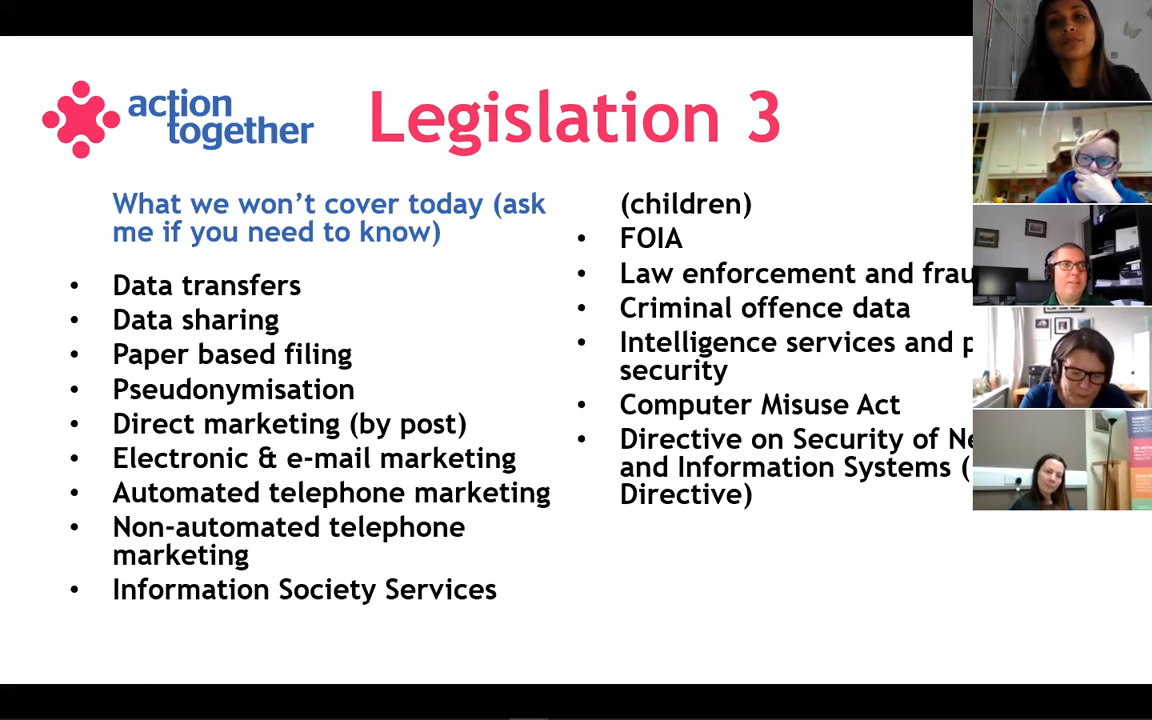 action
together
Legislation 3
What we won’t cover today (ask
me if you need to know)
• Data transfers
• Data sharing
• Paper based filing
• Pseudonymisation
• Direct marketing (by post)
• Electronic & e-mail marketing
• Automated telephone marketing
• Non-automated telephone
marketing
• Information Society Services
(children)
• FOIA
• Law enforcement and
• Criminal offence data
• Intelligence services and
security
• Computer Misuse Act
• Directive on Security of
and Information Systems (
Directive)